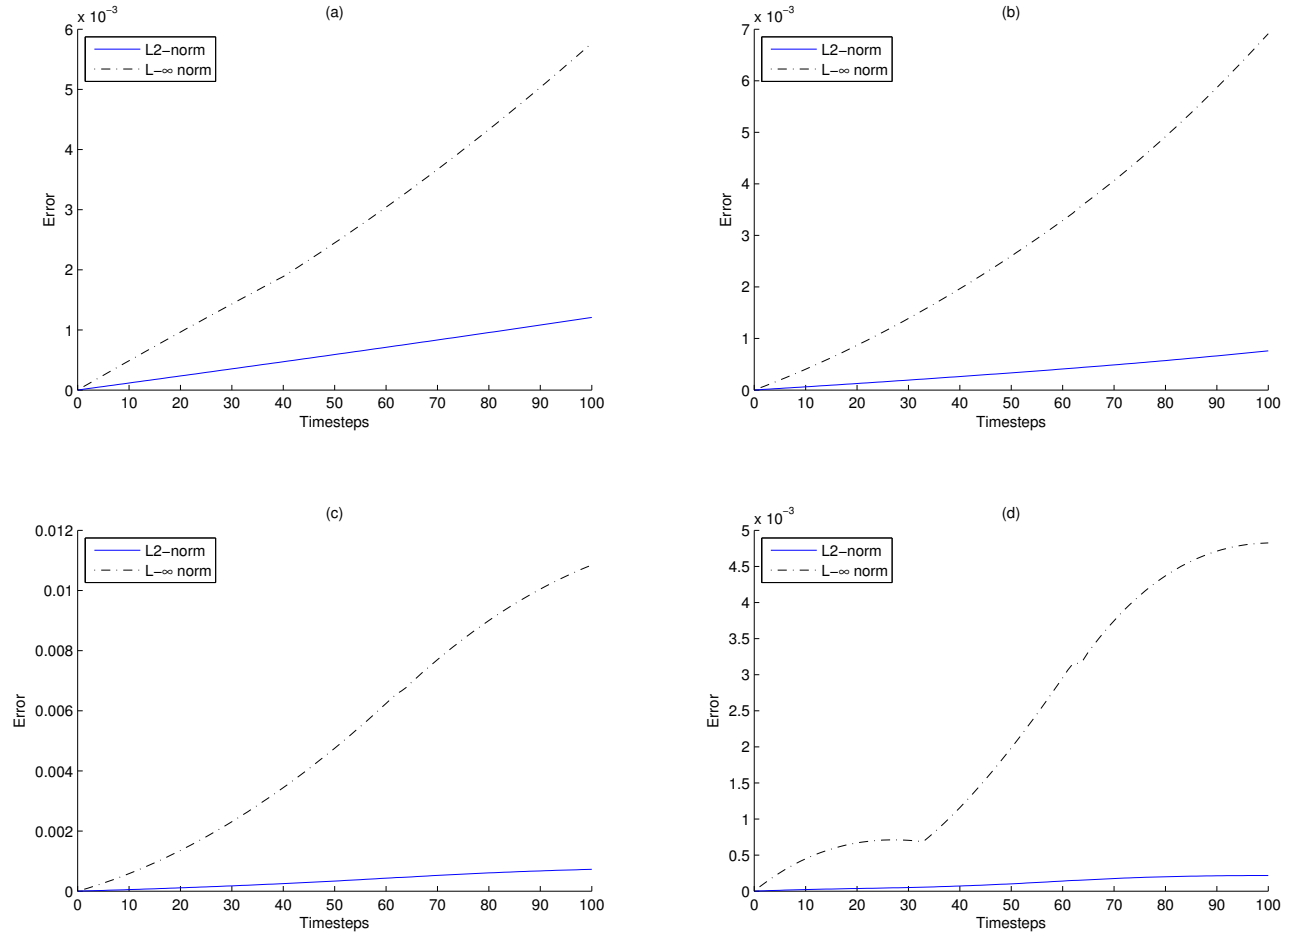 (a)
x 10⁻³
L2−norm
L−∞ norm
6
5
4
3
2
1
0
Error
0 10 20 30 40 50 60 70 80 90 100
Timesteps
(b)
x 10⁻³
L2−norm
L−∞ norm
7
6
5
4
3
2
1
0
Error
0 10 20 30 40 50 60 70 80 90 100
Timesteps
(c)
L2−norm
L−∞ norm
0.012
0.01
0.008
0.006
0.004
0.002
0
Error
0 10 20 30 40 50 60 70 80 90 100
Timesteps
(d)
x 10⁻³
L2−norm
L−∞ norm
5
4.5
4
3.5
3
2.5
2
1.5
1
0.5
0
Error
0 10 20 30 40 50 60 70 80 90 100
Timesteps